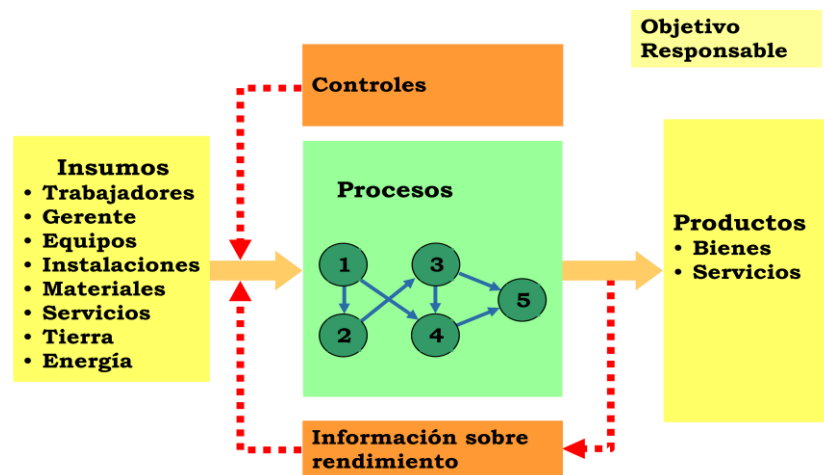 Objetivo
Responsable
Controles
Insumos
• Trabajadores
• Gerente
• Equipos
• Instalaciones
• Materiales
• Servicios
• Tierra
• Energía
Procesos
1
3
5
2
4
Productos
• Bienes
• Servicios
Información sobre
rendimiento